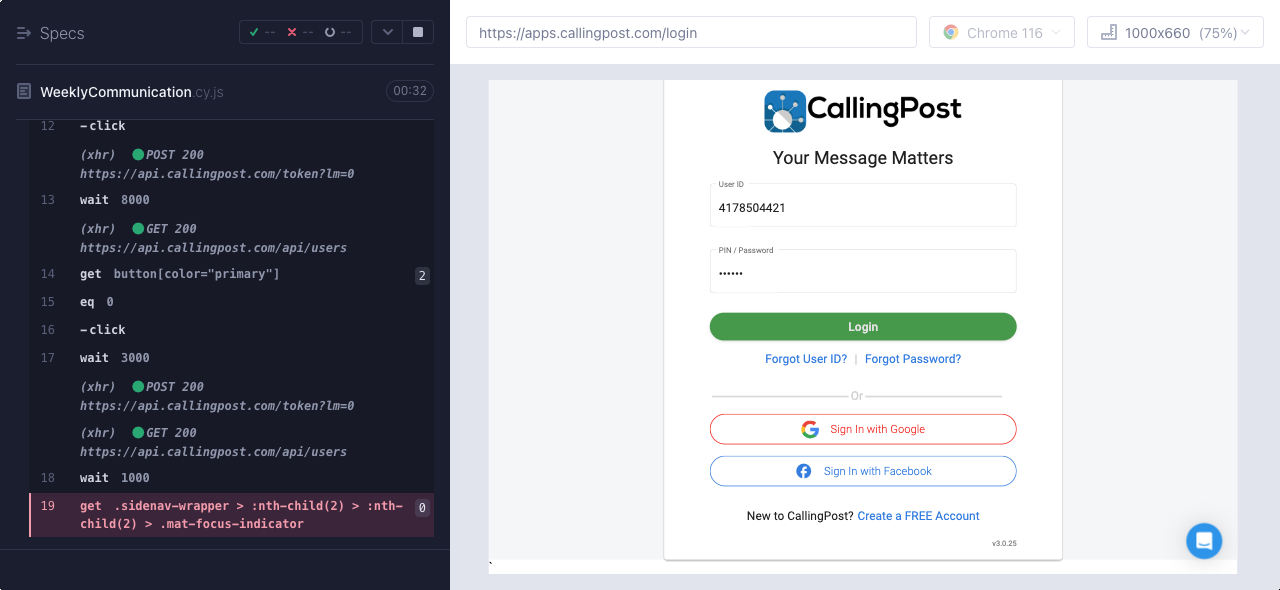 Specs
-- -- --
WeeklyCommunication.cy.js 00:32
12 -click
(xhr) POST 200
https://api.callingpost.com/token?lm=0
13 wait 8000
(xhr) GET 200
https://api.callingpost.com/api/users
14 get button[color="primary"] 2
15 eq 0
16 -click
17 wait 3000
(xhr) POST 200
https://api.callingpost.com/token?lm=0
(xhr) GET 200
https://api.callingpost.com/api/users
18 wait 1000
19 get .sidenav-wrapper > :nth-child(2) > :nth-
child(2) > .mat-focus-indicator 0
https://apps.callingpost.com/login
Chrome 116
1000x660 (75%)
CallingPost
Your Message Matters
User ID
4178504421
PIN / Password
••••••
Login
Forgot User ID? | Forgot Password?
Or
Sign In with Google
Sign In with Facebook
New to CallingPost? Create a FREE Account
v3.0.25
`